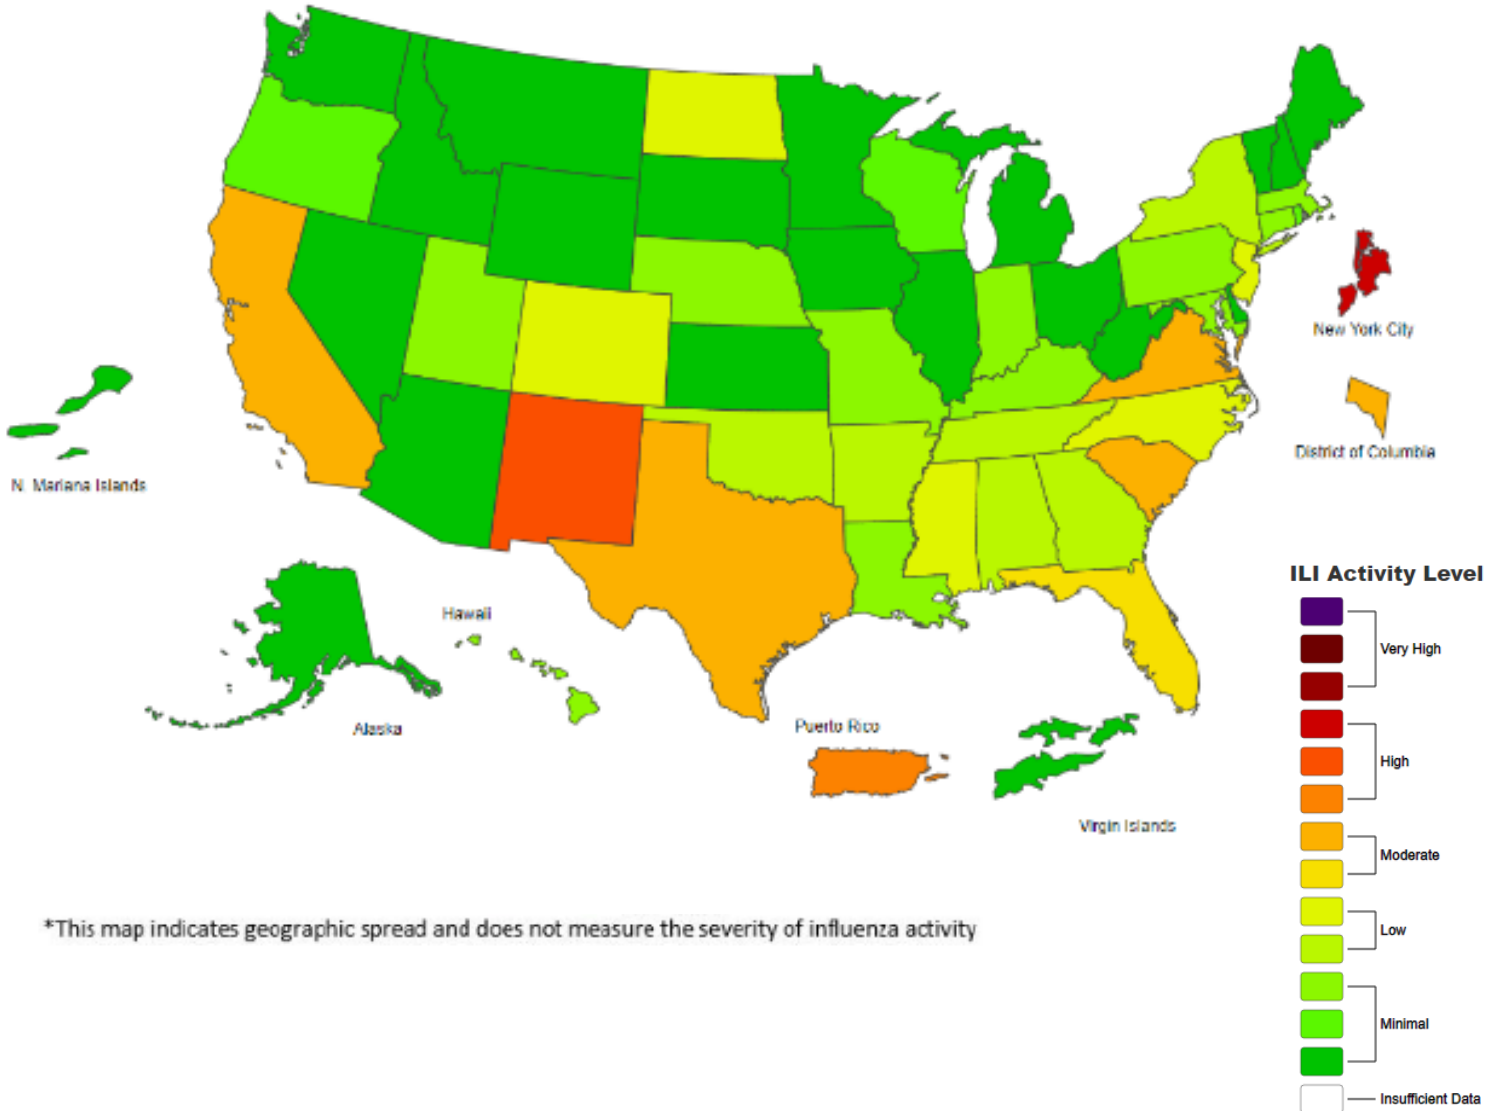 New York City
District of Columbia
N. Mariana Islands
ILI Activity Level
Hawaii
Very High
Puerto Rico
Alaska
High
Virgin Islands
Moderate
*This map indicates geographic spread and does not measure the severity of influenza activity
Low
Minimal
Insufficient Data